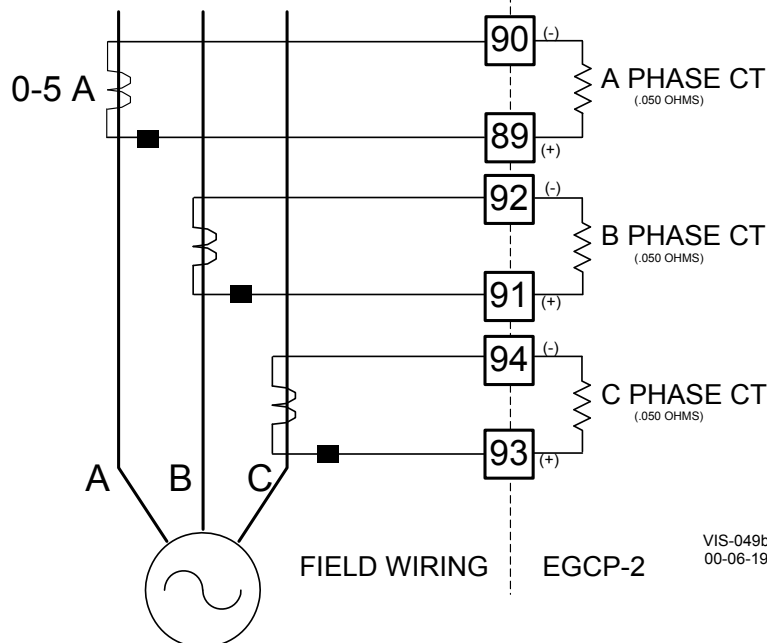 90 (-)
0-5 A
A PHASE CT
(.050 OHMS)
89 (+)
92 (-)
B PHASE CT
(.050 OHMS)
91 (+)
94 (-)
C PHASE CT
(.050 OHMS)
93 (+)
A B C
FIELD WIRING EGCP-2
VIS-049b
00-06-19